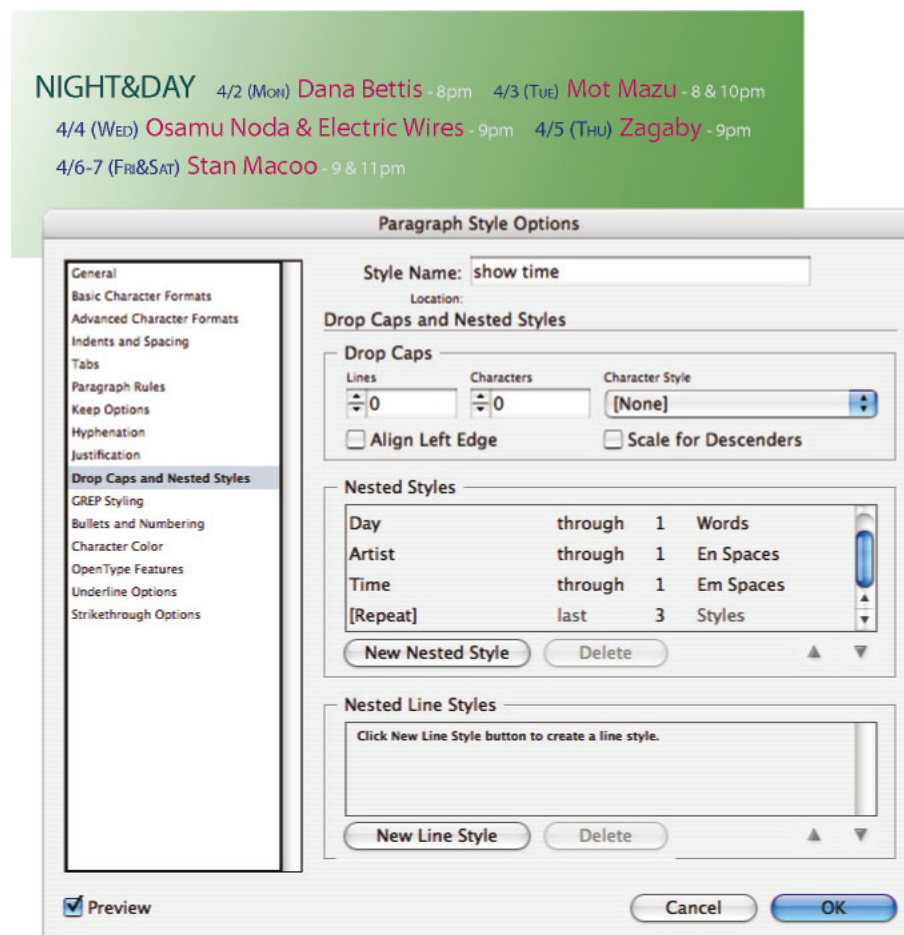 NIGHT&DAY 4/2 (Mon) Dana Bettis - 8pm 4/3 (Tue) Mot Mazu - 8 & 10pm
4/4 (Wed) Osamu Noda & Electric Wires - 9pm 4/5 (Thu) Zagaby - 9pm
4/6-7 (Fri&Sat) Stan Macoo - 9 & 11pm
Paragraph Style Options
General
Basic Character Formats
Advanced Character Formats
Indents and Spacing
Tabs
Paragraph Rules
Keep Options
Hyphenation
Justification
Drop Caps and Nested Styles
GREP Styling
Bullets and Numbering
Character Color
OpenType Features
Underline Options
Strikethrough Options
Style Name: show time
Location:
Drop Caps and Nested Styles
Drop Caps
Lines Characters Character Style
0 0 [None]
Align Left Edge Scale for Descenders
Nested Styles
Day through 1 Words
Artist through 1 En Spaces
Time through 1 Em Spaces
[Repeat] last 3 Styles
New Nested Style Delete
Nested Line Styles
Click New Line Style button to create a line style.
New Line Style Delete
Preview Cancel OK